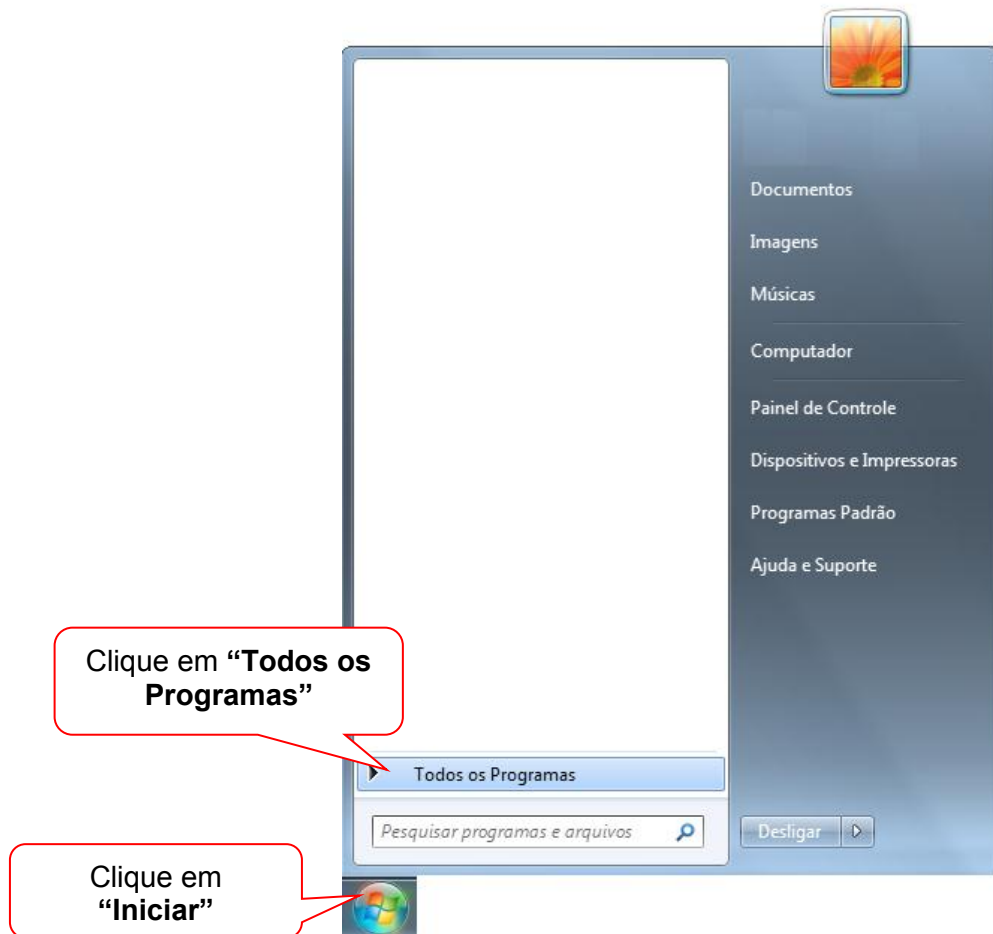 Documentos
Imagens
Músicas
Computador
Painel de Controle
Dispositivos e Impressoras
Programas Padrão
Ajuda e Suporte
Clique em “Todos os
Programas”
Todos os Programas
Pesquisar programas e arquivos
Desligar
Clique em
“Iniciar”